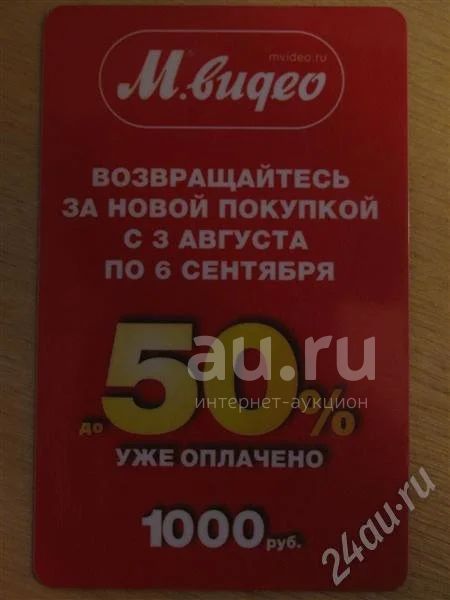 mvideo.ru
М.видео
ВОЗВРАЩАЙТЕСЬ
ЗА НОВОЙ ПОКУПКОЙ
С 3 АВГУСТА
ПО 6 СЕНТЯБРЯ
au.ru
интернет-аукцион
до 50%
УЖЕ ОПЛАЧЕНО
1000 руб.
24au.ru